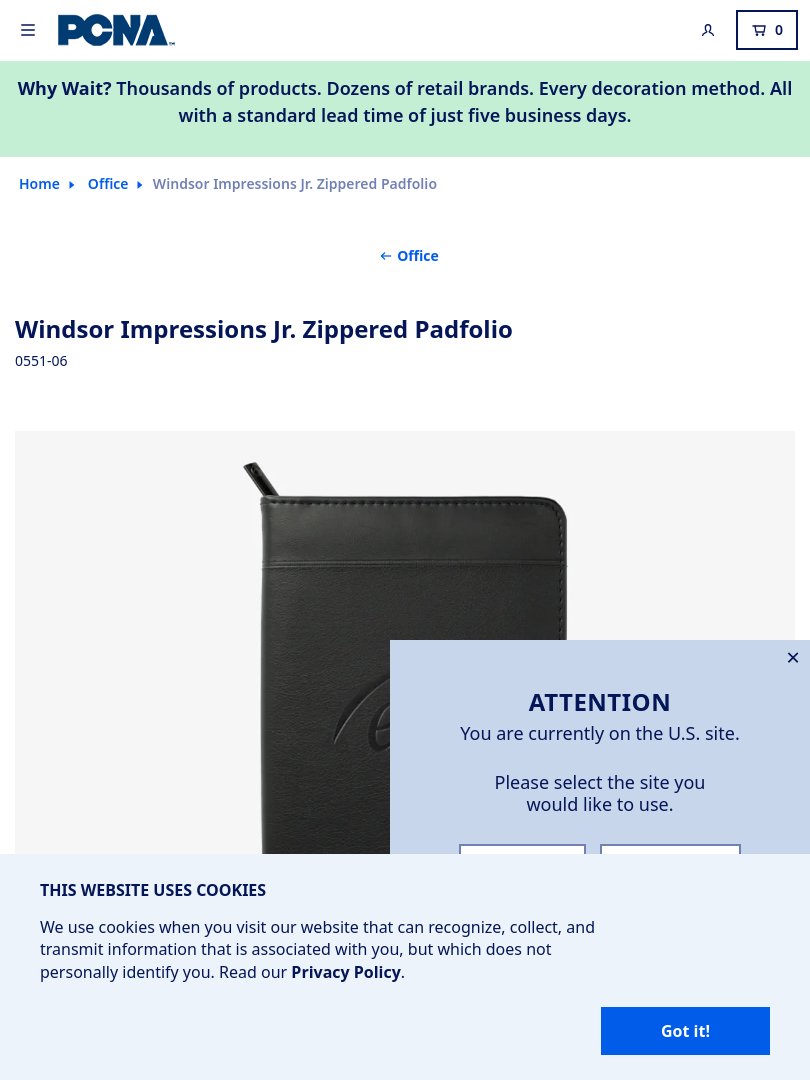 PCNA
0
Why Wait? Thousands of products. Dozens of retail brands. Every decoration method. All
with a standard lead time of just five business days.
Home
Office
Windsor Impressions Jr. Zippered Padfolio
Office
Windsor Impressions Jr. Zippered Padfolio
0551-06
ATTENTION
You are currently on the U.S. site.
Please select the site you
would like to use.
THIS WEBSITE USES COOKIES
We use cookies when you visit our website that can recognize, collect, and
transmit information that is associated with you, but which does not
personally identify you. Read our Privacy Policy.
Got it!